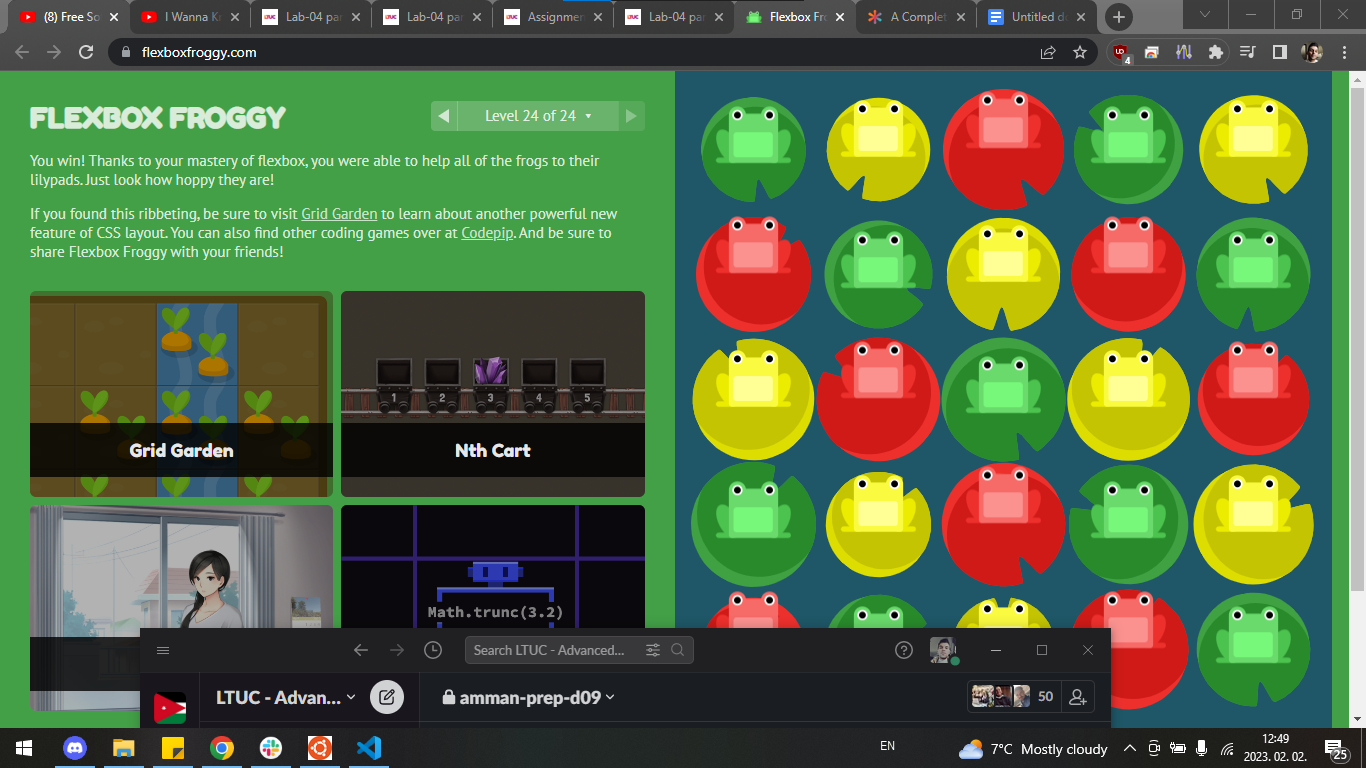 (8) Free So
I Wanna Kr
Lab-04 par
Lab-04 par
Assignmen
Lab-04 par
Flexbox Fro
A Complet
Untitled d
flexboxfroggy.com
4
FLEXBOX FROGGY
Level 24 of 24
You win! Thanks to your mastery of flexbox, you were able to help all of the frogs to their
lilypads. Just look how hoppy they are!
If you found this ribbeting, be sure to visit Grid Garden to learn about another powerful new
feature of CSS layout. You can also find other coding games over at Codepip. And be sure to
share Flexbox Froggy with your friends!
1 2 3 4 5
Grid Garden
Nth Cart
Math.trunc(3.2)
Search LTUC - Advanced...
LTUC - Advan...
amman-prep-d09
50
EN
7°C Mostly cloudy
12:49
2023. 02. 02.
25